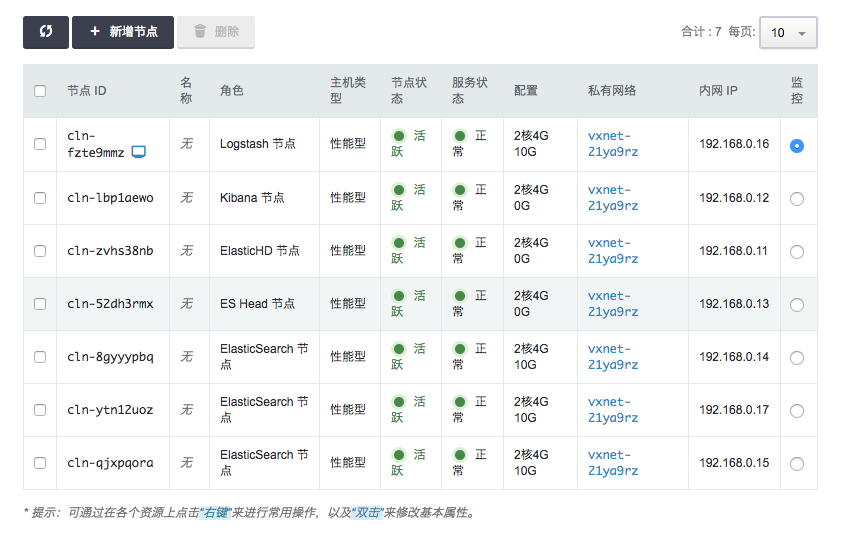 新增节点 删除 合计 : 7 每页: 10
节点 ID 名称 角色 主机类型 节点状态 服务状态 配置 私有网络 内网 IP 监控
cln-fzte9mmz 无 Logstash 节点 性能型 活跃 正常 2核4G 10G vxnet-21ya9rz 192.168.0.16
cln-lbp1aewo 无 Kibana 节点 性能型 活跃 正常 2核4G 0G vxnet-21ya9rz 192.168.0.12
cln-zvhs38nb 无 ElasticHD 节点 性能型 活跃 正常 2核4G 0G vxnet-21ya9rz 192.168.0.11
cln-52dh3rmx 无 ES Head 节点 性能型 活跃 正常 2核4G 0G vxnet-21ya9rz 192.168.0.13
cln-8gyyypbq 无 ElasticSearch 节点 性能型 活跃 正常 2核4G 10G vxnet-21ya9rz 192.168.0.14
cln-ytn12uoz 无 ElasticSearch 节点 性能型 活跃 正常 2核4G 10G vxnet-21ya9rz 192.168.0.17
cln-qjxpqora 无 ElasticSearch 节点 性能型 活跃 正常 2核4G 10G vxnet-21ya9rz 192.168.0.15
* 提示：可通过在各个资源上点击"右键"来进行常用操作，以及"双击"来修改基本属性。